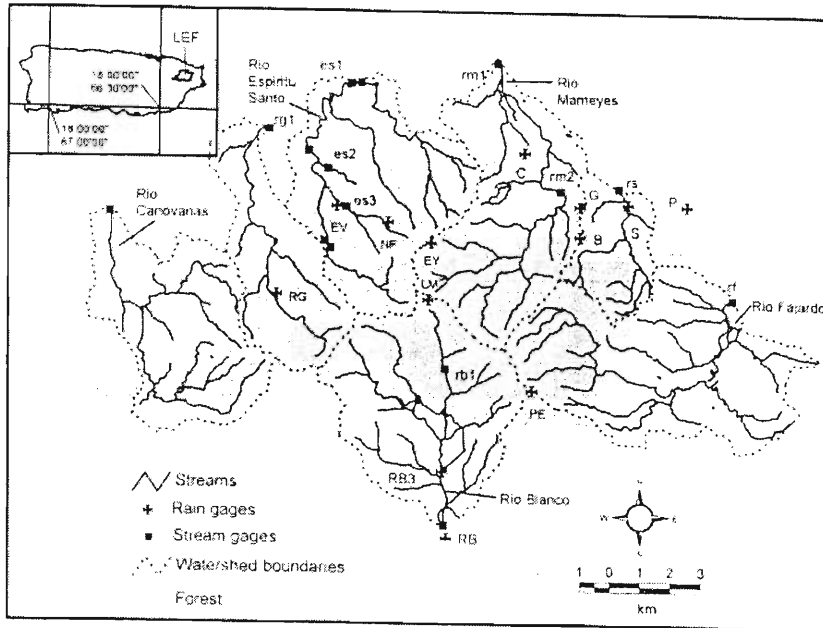 LEF
18 00'00"
66 30'00"
18 00'00"
67 00'00"
Rio
Espiritu
Santo
es1
rm1
Rio
Mameyes
rg1
es2
C
rm2
rs
G
P
es3
Rio
Canovanas
EV
NF
EY
B
S
LM
RG
rf
Rio Fajardo
rb1
PE
RB3
Rio Blanco
RB
Streams
Rain gages
Stream gages
Watershed boundaries
Forest
W
E
1 0 1 2 3
km